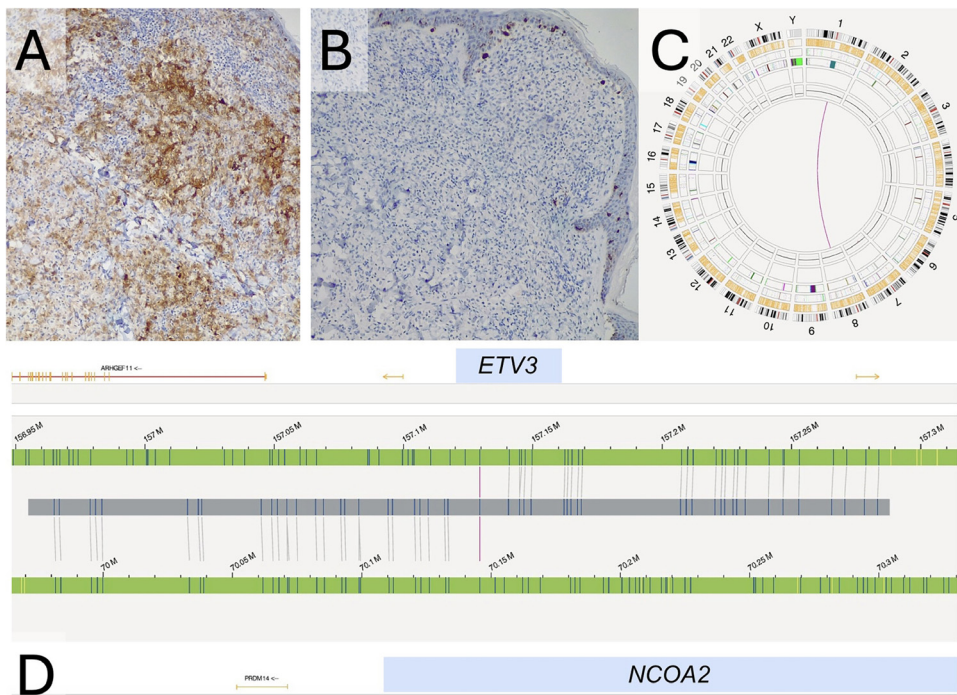 A
B
C
Y
1
2
3
5
6
7
8
9
10
11
12
13
14
15
16
17
18
19
20
21
22
X
ARHGEF11 <--
ETV3
156.95 M
157 M
157.05 M
157.1 M
157.15 M
157.2 M
157.25 M
157.3 M
70 M
70.05 M
70.1 M
70.15 M
70.2 M
70.25 M
70.3 M
D
PRDM14 <--
NCOA2